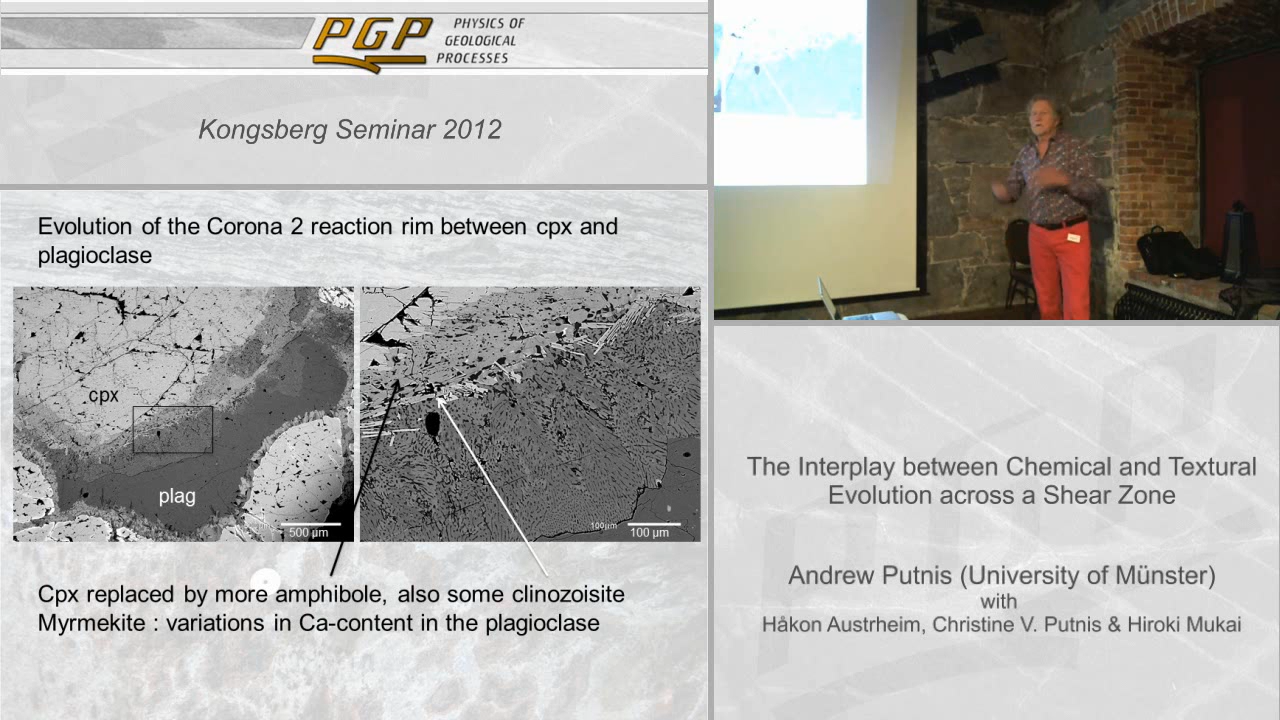 PGP
PHYSICS OF
GEOLOGICAL
PROCESSES
Kongsberg Seminar 2012
Evolution of the Corona 2 reaction rim between cpx and
plagioclase
cpx
plag
500 µm
100µm
100 µm
Cpx replaced by more amphibole, also some clinozoisite
Myrmekite : variations in Ca-content in the plagioclase
The Interplay between Chemical and Textural
Evolution across a Shear Zone
Andrew Putnis (University of Münster)
with
Håkon Austrheim, Christine V. Putnis & Hiroki Mukai